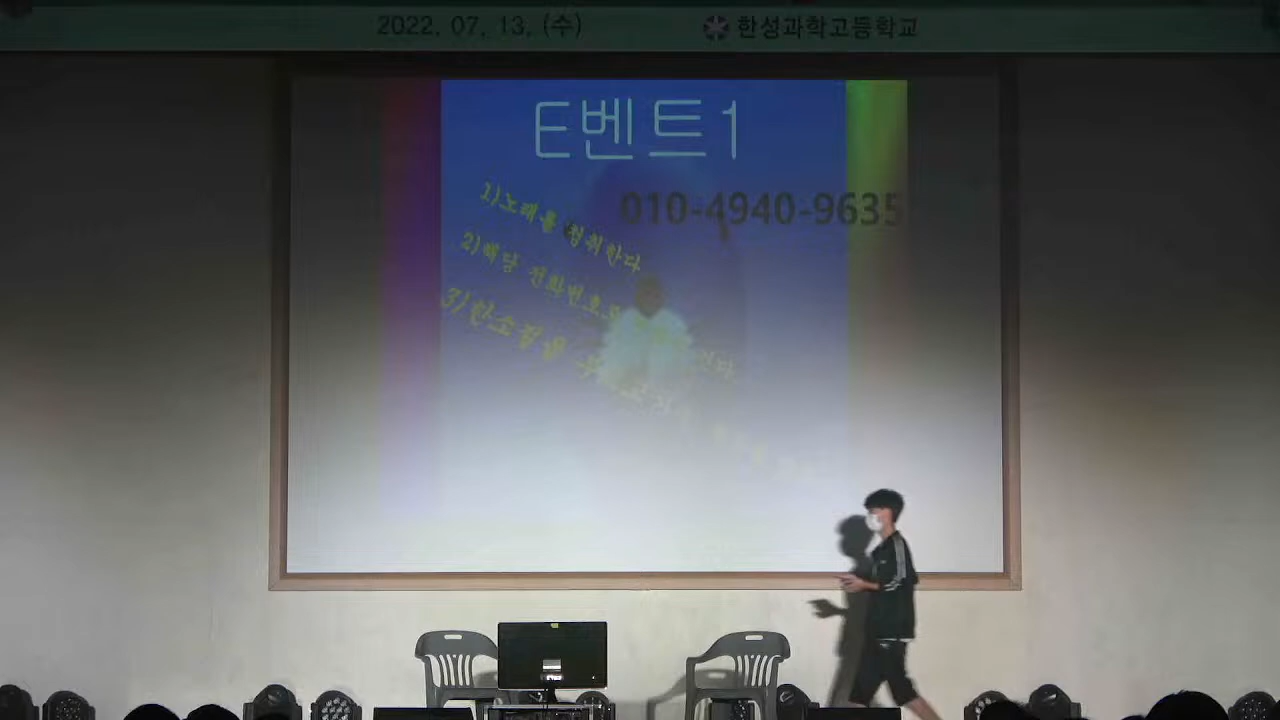 2022. 07. 13. (수) 한성과학고등학교
E벤트1
010-4940-9635
1)노래를 청취한다
2)해당 전화번호로
3)한소절을